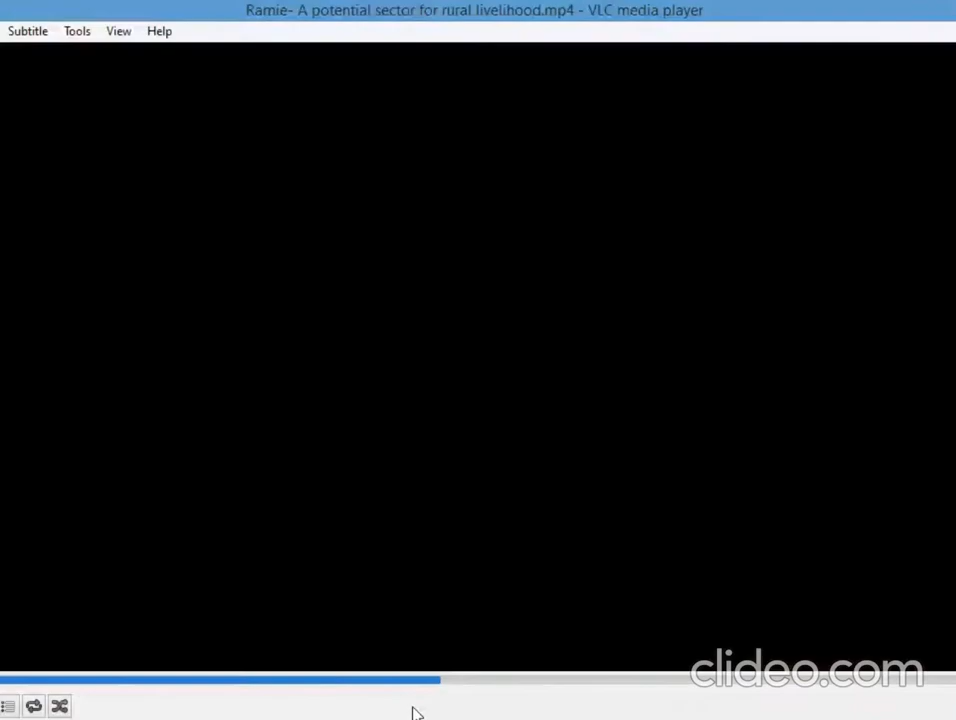 Ramie- A potential sector for rural livelihood.mp4 - VLC media player
Subtitle Tools View Help
clideo.com